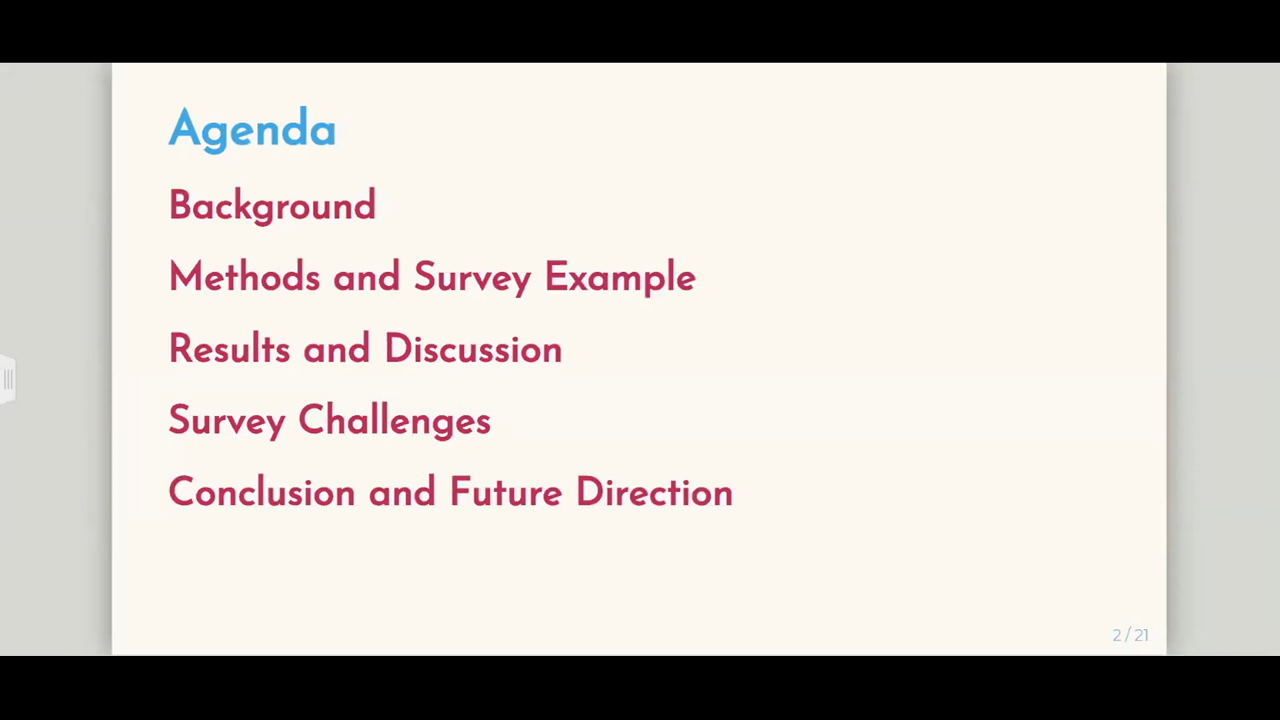 Agenda
Background
Methods and Survey Example
Results and Discussion
Survey Challenges
Conclusion and Future Direction
2 / 21